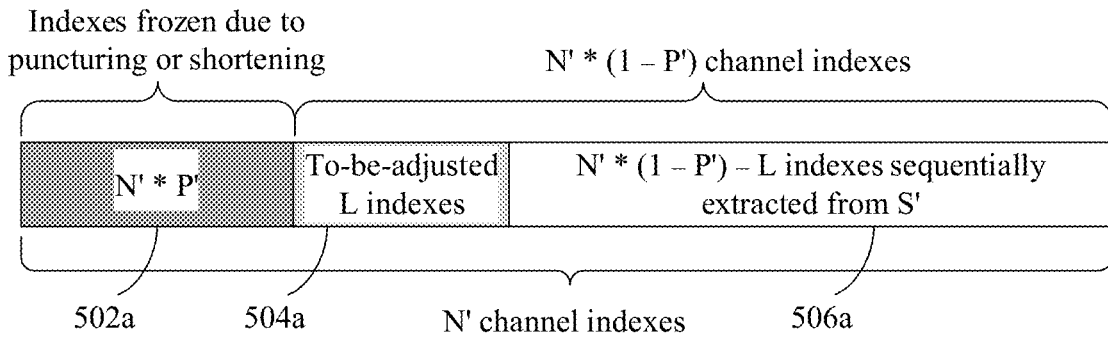 Indexes frozen due to
puncturing or shortening
N' * (1 – P') channel indexes
N' * P'
To-be-adjusted
L indexes
N' * (1 – P') – L indexes sequentially
extracted from S'
502a
504a
N' channel indexes
506a